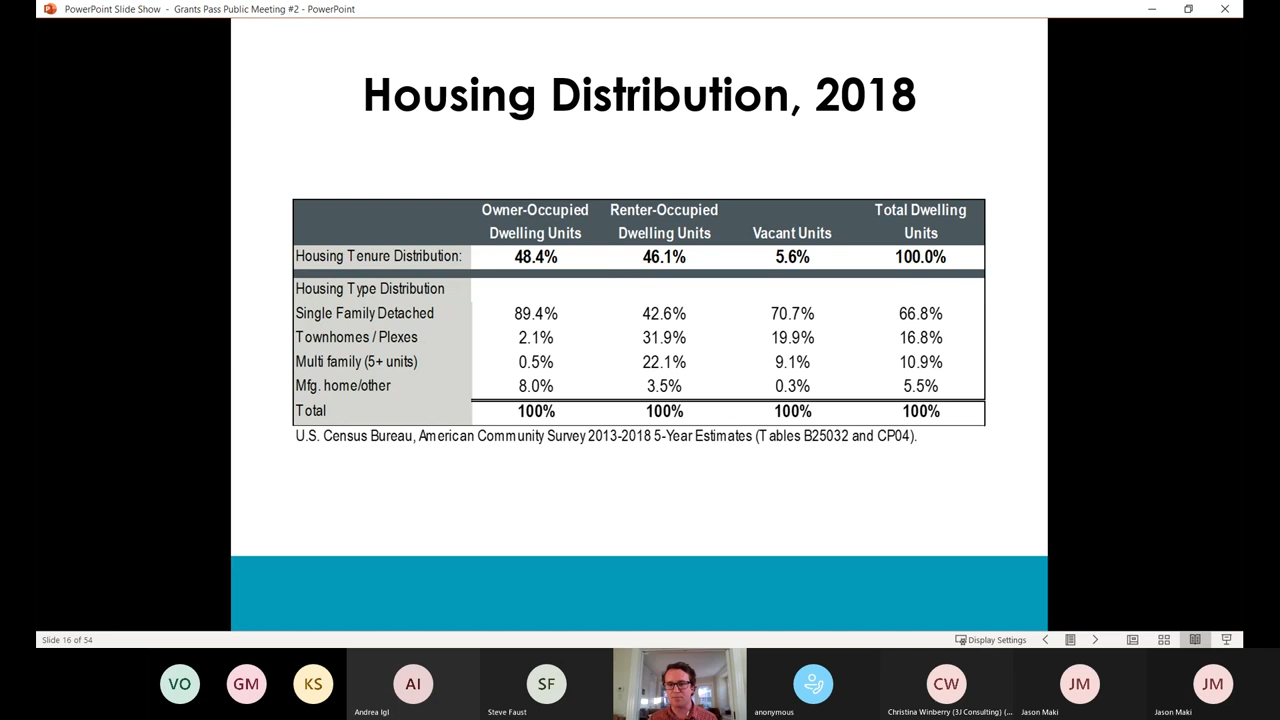 PowerPoint Slide Show - Grants Pass Public Meeting #2 - PowerPoint
Housing Distribution, 2018
Owner-Occupied Dwelling Units Renter-Occupied Dwelling Units Vacant Units Total Dwelling Units
Housing Tenure Distribution: 48.4% 46.1% 5.6% 100.0%
Housing Type Distribution
Single Family Detached 89.4% 42.6% 70.7% 66.8%
Townhomes / Plexes 2.1% 31.9% 19.9% 16.8%
Multi family (5+ units) 0.5% 22.1% 9.1% 10.9%
Mfg. home/other 8.0% 3.5% 0.3% 5.5%
Total 100% 100% 100% 100%
U.S. Census Bureau, American Community Survey 2013-2018 5-Year Estimates (Tables B25032 and CP04).
Slide 16 of 54
Display Settings
VO GM KS AI SF CW JM JM
Andrea Igl Steve Faust anonymous Christina Winberry (3J Consulting) (... Jason Maki Jason Maki